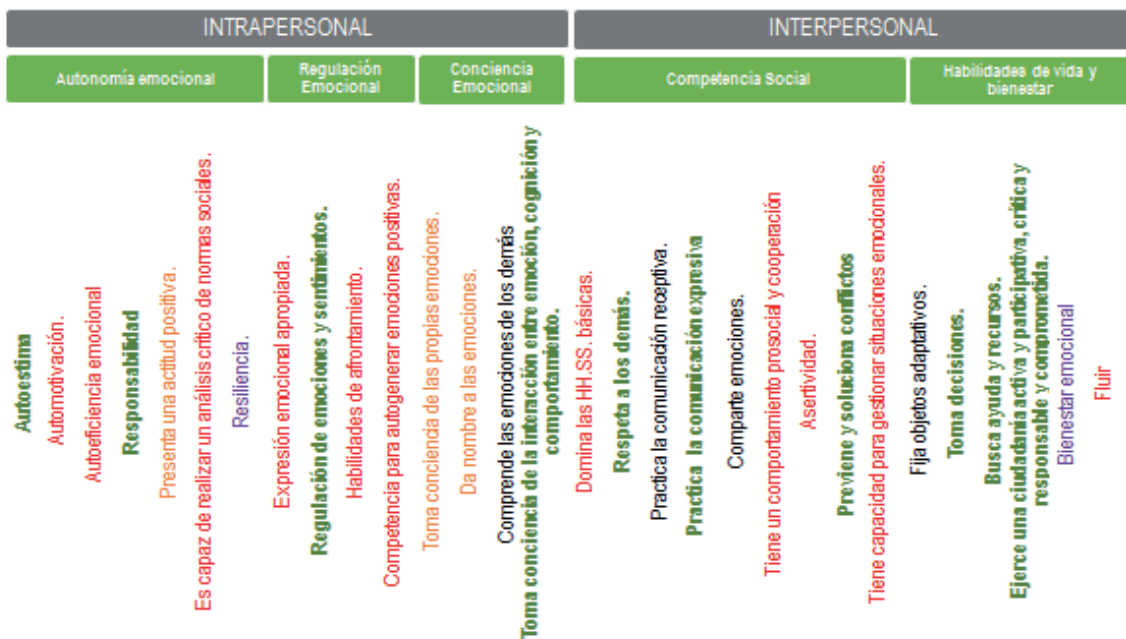 INTRAPERSONAL
INTERPERSONAL
Autonomía emocional
Regulación
Emocional
Conciencia
Emocional
Competencia Social
Habilidades de vida y
bienestar
Autoestima
Automotivación.
Autoeficiencia emocional
Responsabilidad
Presenta una actitud positiva.
Es capaz de realizar un análisis crítico de normas sociales.
Resiliencia.
Expresión emocional apropiada.
Regulación de emociones y sentimientos.
Habilidades de afrontamiento.
Competencia para autogenerar emociones positivas.
Toma conciencia de las propias emociones.
Da nombre a las emociones.
Comprende las emociones de los demás
Toma conciencia de la interacción entre emoción, cognición y
comportamiento.
Domina las HH.SS. básicas.
Respeta a los demás.
Practica la comunicación receptiva.
Practica la comunicación expresiva
Comparte emociones.
Tiene un comportamiento prosocial y cooperación
Asertividad.
Previene y soluciona conflictos
Tiene capacidad para gestionar situaciones emocionales.
Fija objetos adaptativos.
Toma decisiones.
Busca ayuda y recursos.
Ejerce una ciudadanía activa y participativa, crítica y
responsable y comprometida.
Bienestar emocional
Fluir